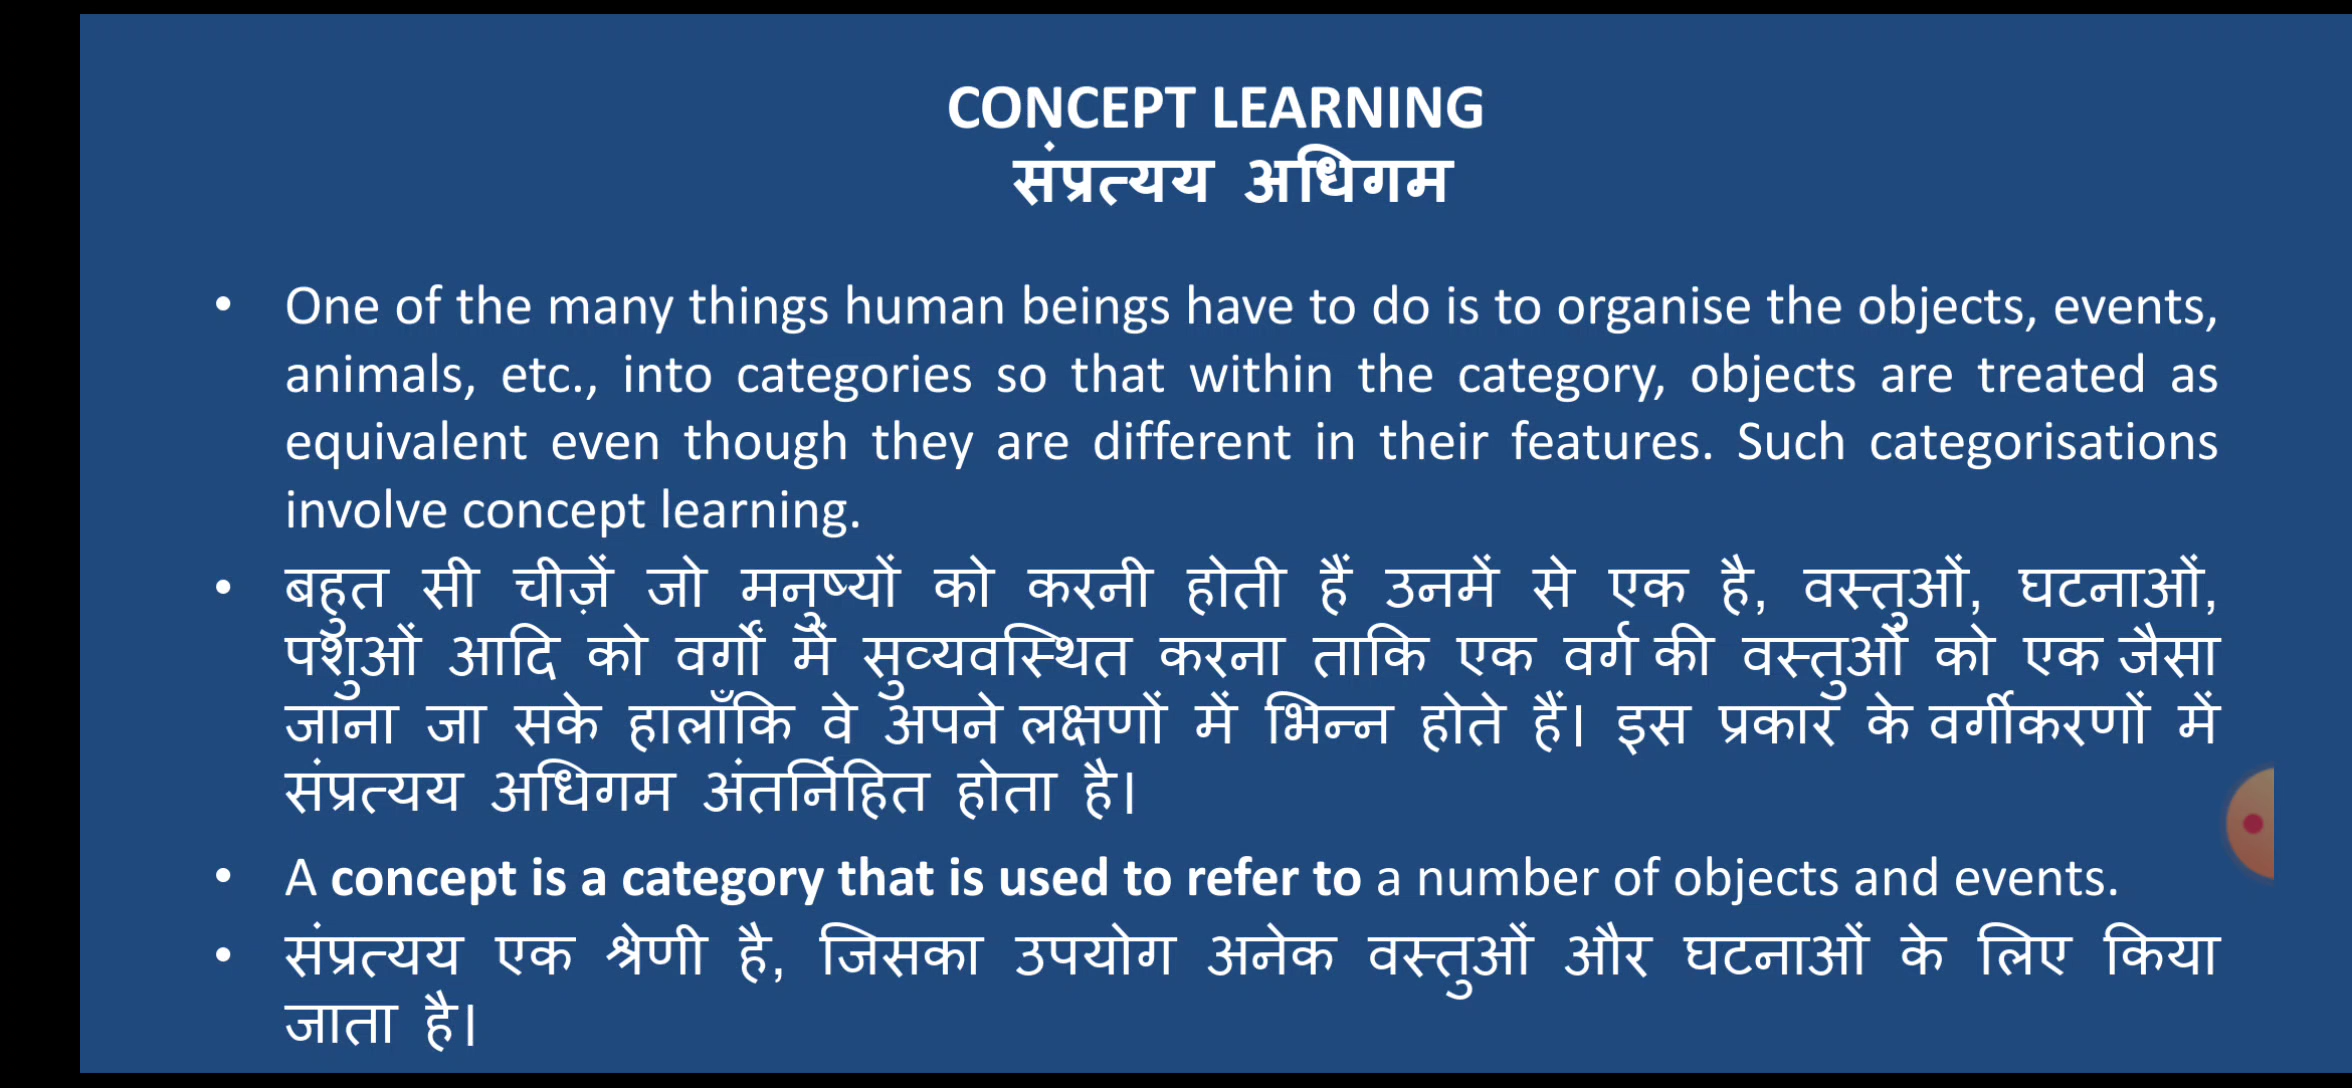 CONCEPT LEARNING
संप्रत्यय अधिगम
• One of the many things human beings have to do is to organise the objects, events,
animals, etc., into categories so that within the category, objects are treated as
equivalent even though they are different in their features. Such categorisations
involve concept learning.
• बहुत सी चीज़ें जो मनुष्यों को करनी होती हैं उनमें से एक है, वस्तुओं, घटनाओं,
पशुओं आदि को वर्गों में सुव्यवस्थित करना ताकि एक वर्ग की वस्तुओं को एक जैसा
जाना जा सके हालाँकि वे अपने लक्षणों में भिन्न होते हैं। इस प्रकार के वर्गीकरणों में
संप्रत्यय अधिगम अंतर्निहित होता है।
• A concept is a category that is used to refer to a number of objects and events.
• संप्रत्यय एक श्रेणी है, जिसका उपयोग अनेक वस्तुओं और घटनाओं के लिए किया
जाता है।